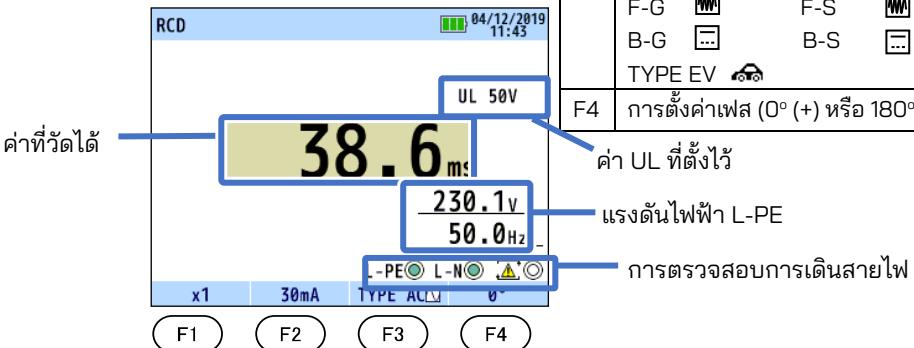 RCD
04/12/2019
11:43
UL 50V
38.6 ms
230.1V
50.0Hz
L-PE L-N
x1 30mA TYPE AC 0°
F1 F2 F3 F4
ค่าที่วัดได้
ค่า UL ที่ตั้งไว้
แรงดันไฟฟ้า L-PE
การตรวจสอบการเดินสายไฟ
F-G F-S
B-G B-S
TYPE EV
F4 การตั้งค่าเฟส (0° (+) หรือ 180°